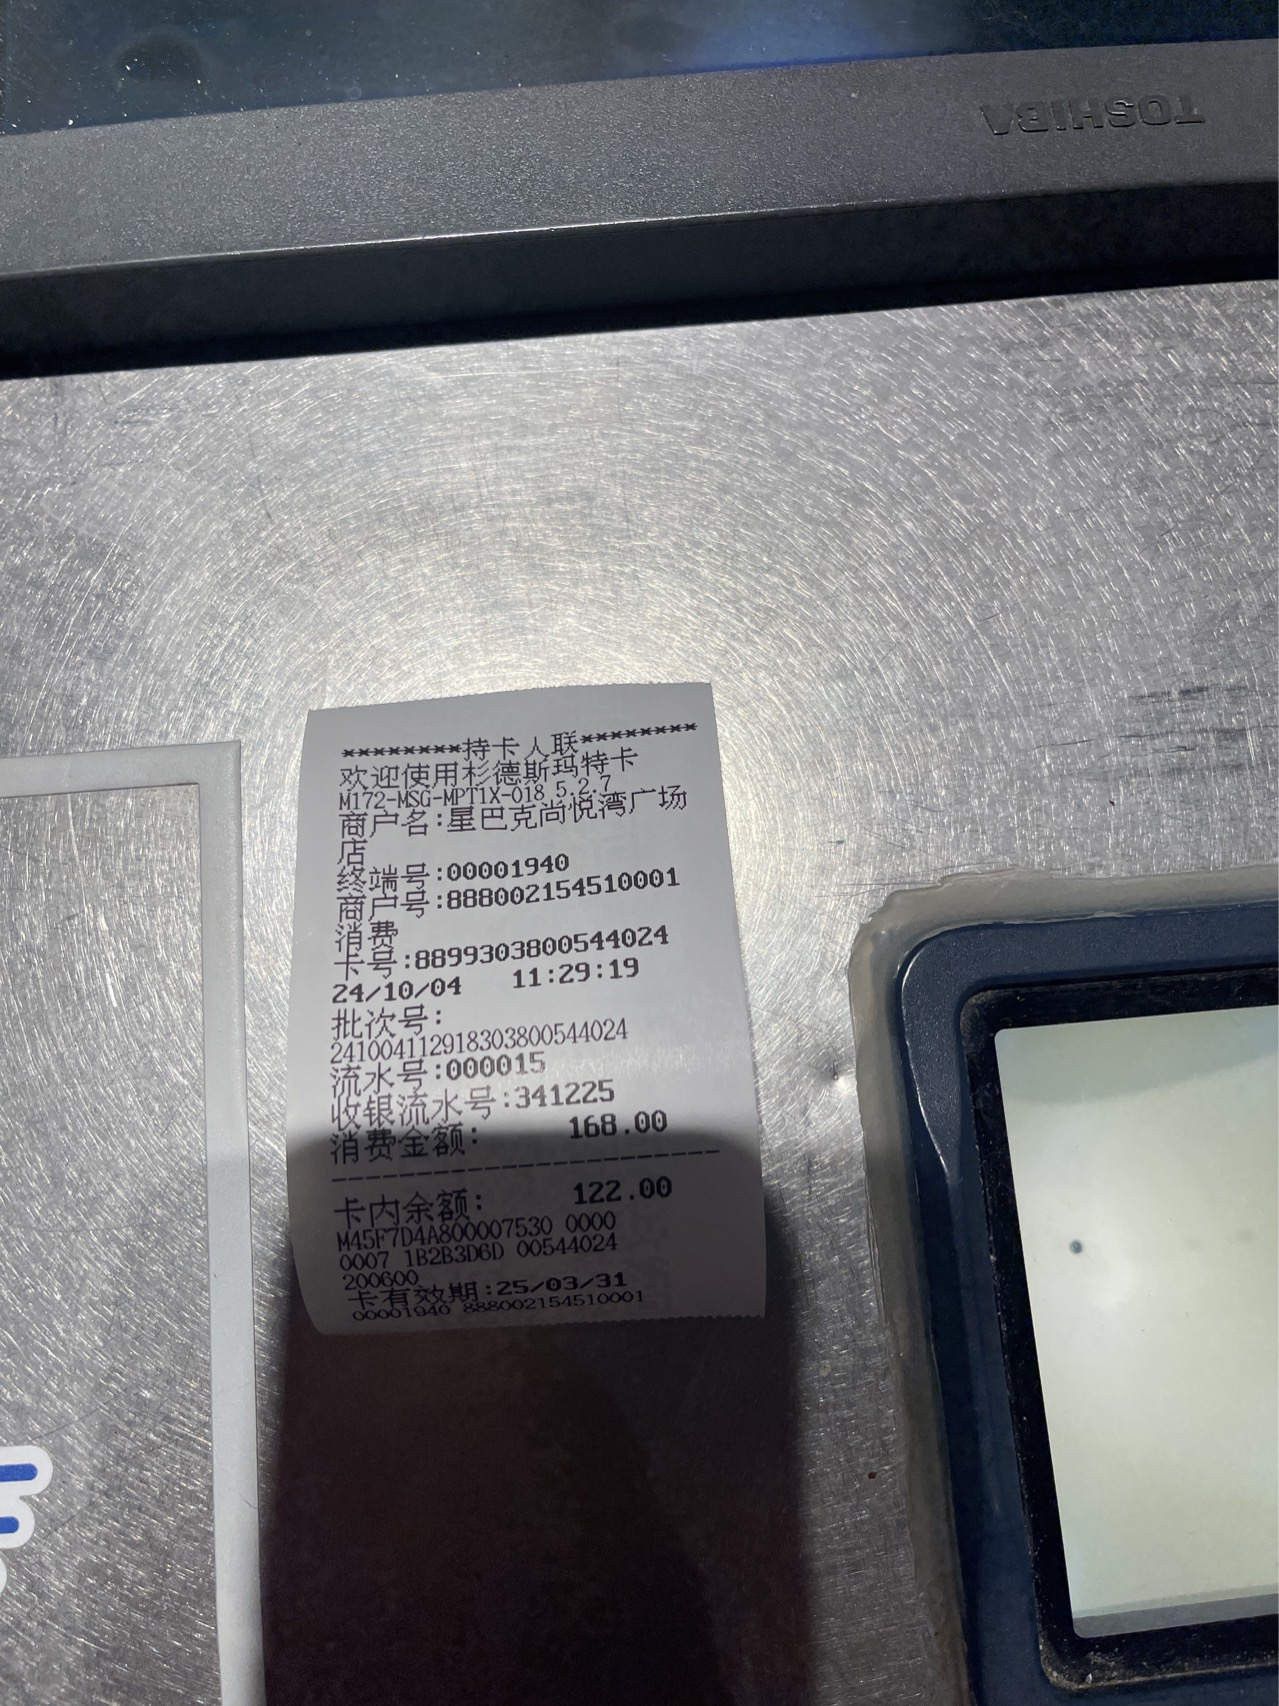 TOSHIBA
********持卡人联********
欢迎使用杉德斯玛特卡
M172-MSG-MPT1X-018.5.2.7
商户名:星巴克尚悦湾广场
店
终端号:00001940
商户号:888002154510001
消费
卡号:8899303800544024
24/10/04 11:29:19
批次号:
241004112918303800544024
流水号:000015
收银流水号:341225
消费金额: 168.00
------------------------
卡内余额: 122.00
M45F7D4A800007530 0000
0007 1B2B3D6D 00544024
200600
卡有效期:25/03/31
00001940 888002154510001